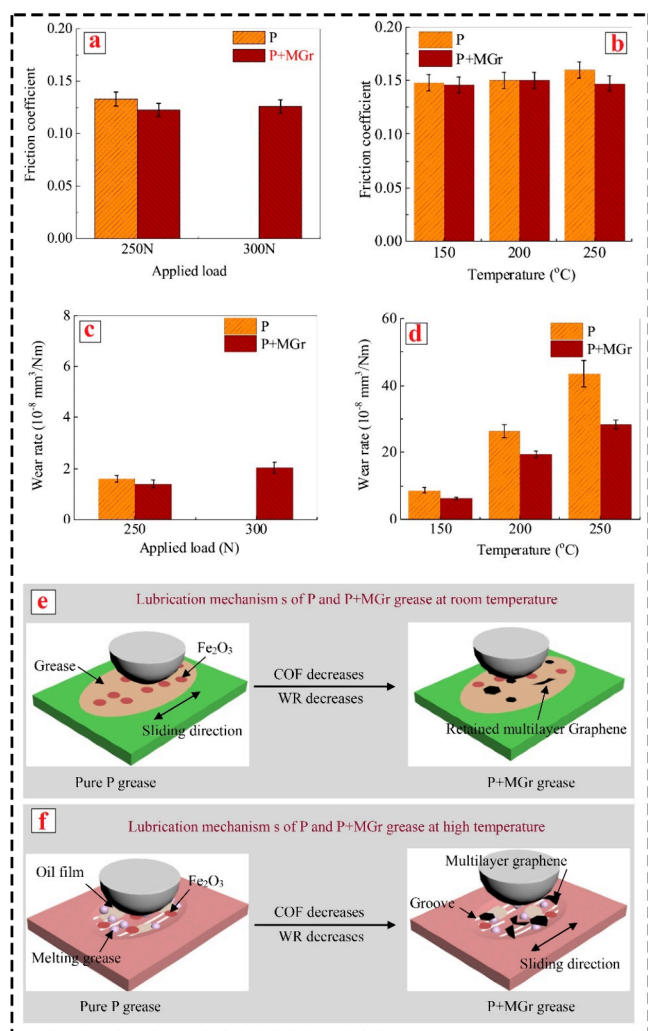 a
P
P+MGr
0.20
0.15
0.10
0.05
0.00
Friction coefficient
250N
300N
Applied load
b
P
P+MGr
0.20
0.15
0.10
0.05
0.00
Friction coefficient
150
200
250
Temperature (°C)
c
P
P+MGr
8
6
4
2
0
Wear rate (10⁻⁸ mm³/Nm)
250
300
Applied load (N)
d
P
P+MGr
60
40
20
0
Wear rate (10⁻⁸ mm³/Nm)
150
200
250
Temperature (°C)
e
Lubrication mechanism s of P and P+MGr grease at room temperature
Grease
Fe₂O₃
Sliding direction
Pure P grease
COF decreases
WR decreases
Retained multilayer Graphene
P+MGr grease
f
Lubrication mechanism s of P and P+MGr grease at high temperature
Oil film
Fe₂O₃
Melting grease
Pure P grease
COF decreases
WR decreases
Multilayer graphene
Groove
Sliding direction
P+MGr grease